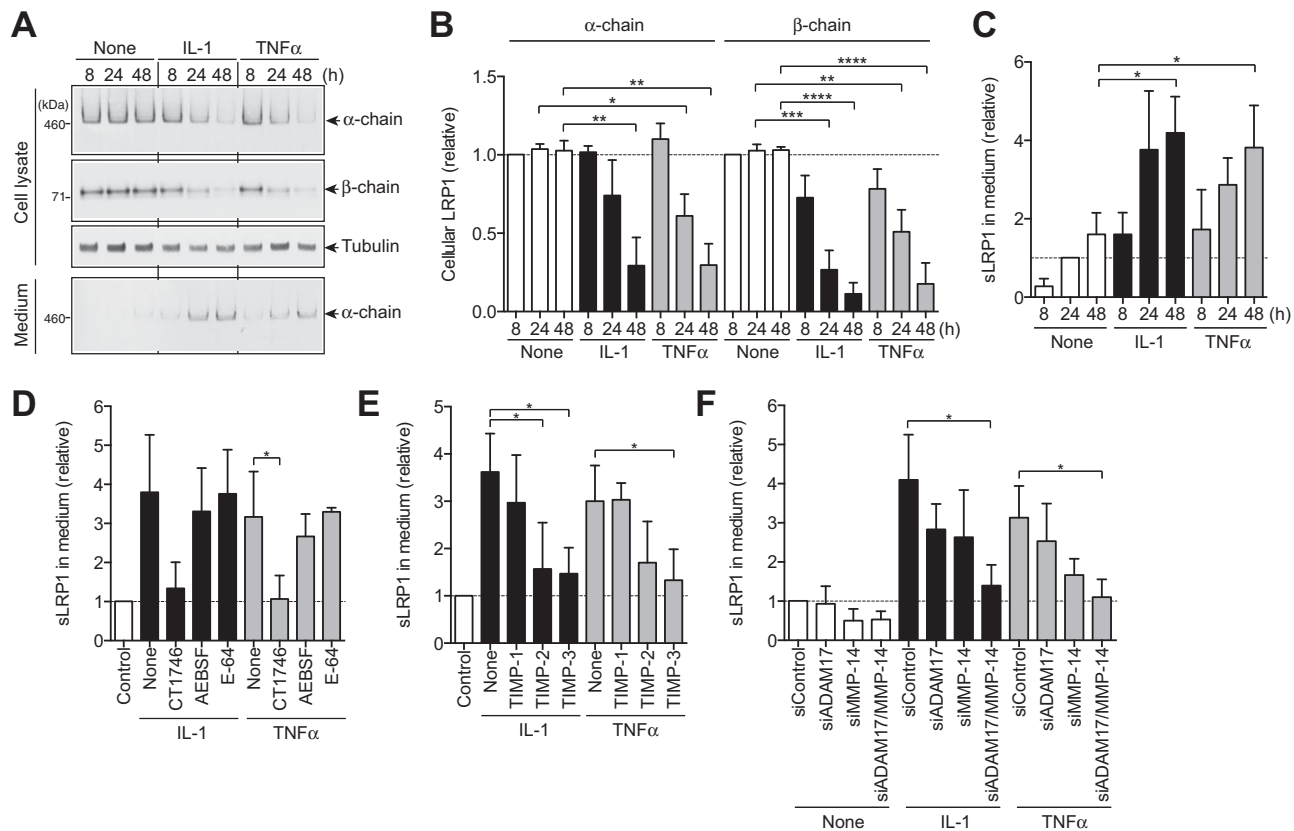 A
None IL-1 TNFα
8 24 48 8 24 48 8 24 48 (h)
Cell lysate
(kDa)
460-
α-chain
71-
β-chain
Tubulin
Medium
460-
α-chain
B
α-chain β-chain
Cellular LRP1 (relative)
1.5
1.0
0.5
0.0
** * ** **** ** **** ***
8 24 48 8 24 48 8 24 48 8 24 48 8 24 48 8 24 48 (h)
None IL-1 TNFα None IL-1 TNFα
C
sLRP1 in medium (relative)
6
4
2
0
* *
8 24 48 8 24 48 8 24 48 (h)
None IL-1 TNFα
D
sLRP1 in medium (relative)
6
5
4
3
2
1
0
*
Control
None
CT1746
AEBSF
E-64
None
CT1746
AEBSF
E-64
IL-1 TNFα
E
sLRP1 in medium (relative)
5
4
3
2
1
0
* * *
Control
None
TIMP-1
TIMP-2
TIMP-3
None
TIMP-1
TIMP-2
TIMP-3
IL-1 TNFα
F
sLRP1 in medium (relative)
6
5
4
3
2
1
0
* *
siControl
siADAM17
siMMP-14
siADAM17/MMP-14
siControl
siADAM17
siMMP-14
siADAM17/MMP-14
siControl
siADAM17
siMMP-14
siADAM17/MMP-14
None IL-1 TNFα